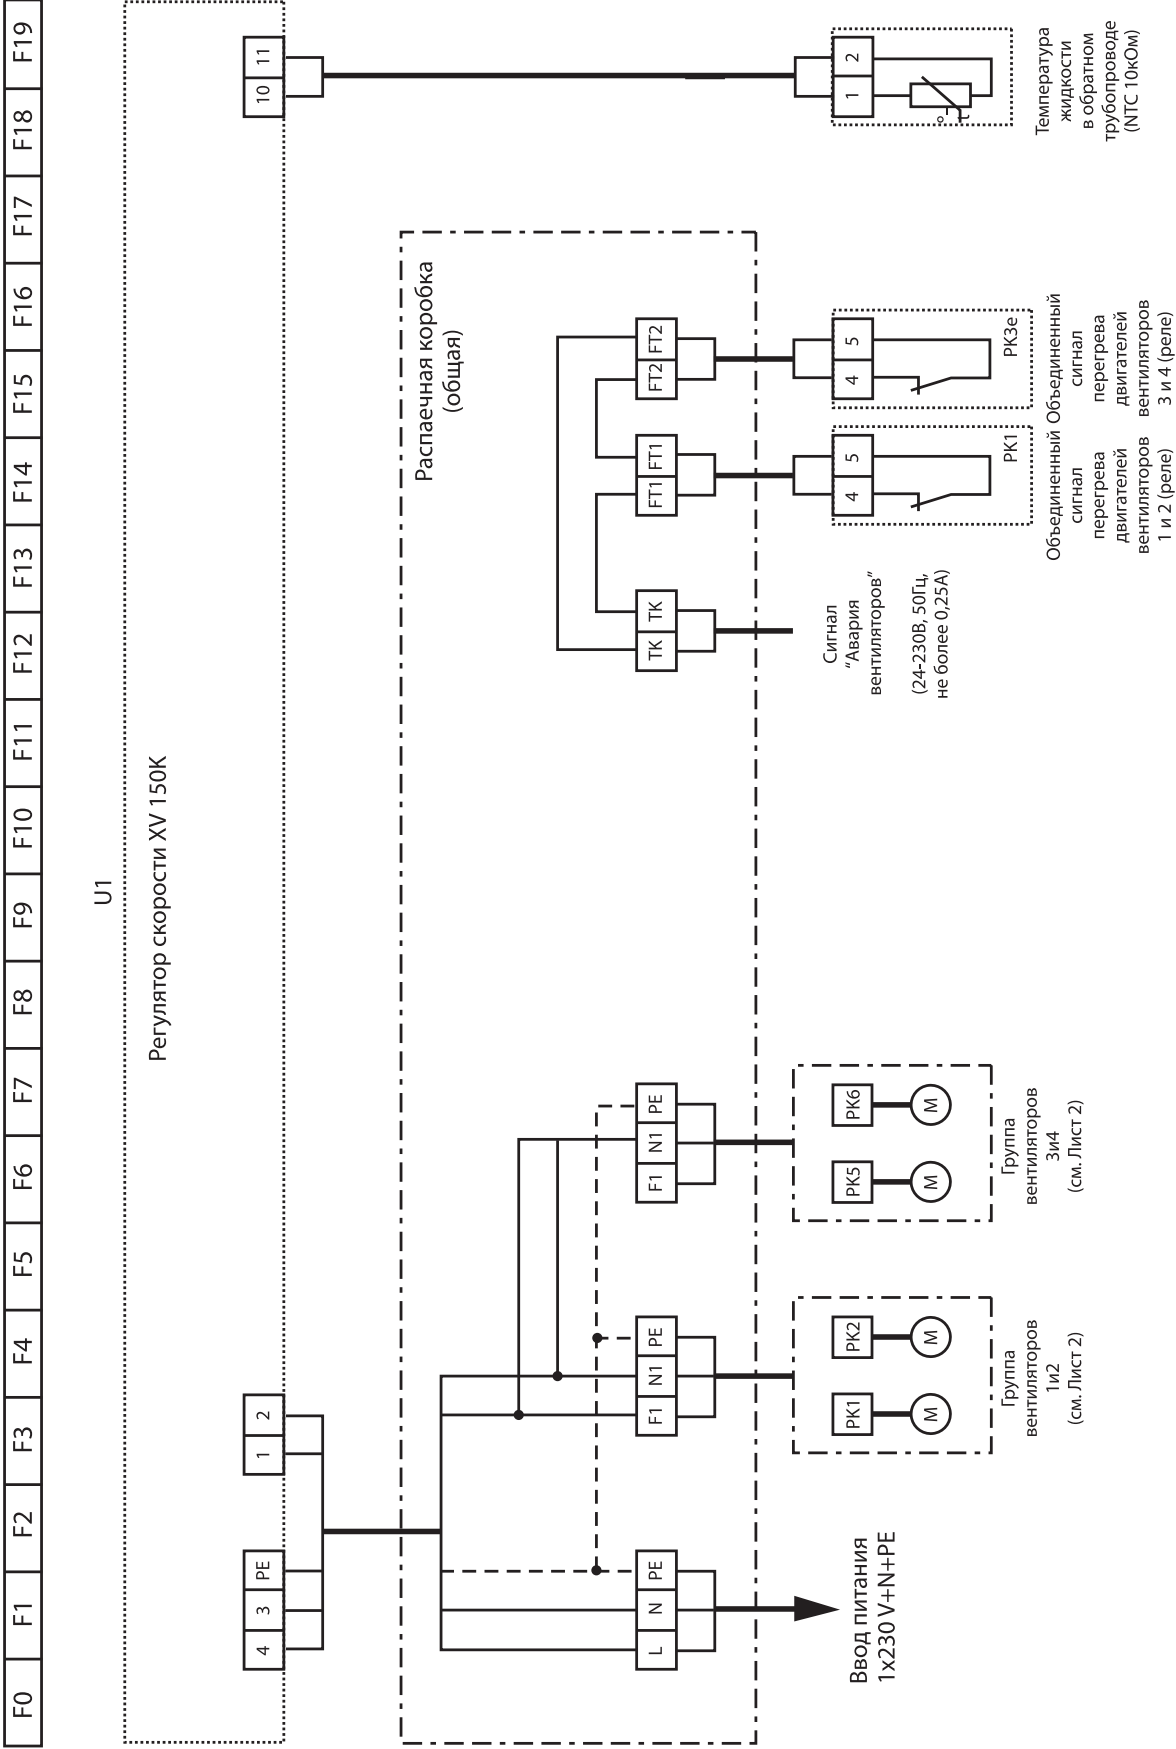 F0 F1 F2 F3 F4 F5 F6 F7 F8 F9 F10 F11 F12 F13 F14 F15 F16 F17 F18 F19
U1
Регулятор скорости XV 150K
4 3 PE 1 2 10 11
Распаечная коробка
(общая)
L N PE F1 N1 PE F1 N1 PE TK TK FT1 FT1 FT2 FT2
Ввод питания
1x230 V+N+PE
PK1 PK2
M M
Группа
вентиляторов
1и2
(см. Лист 2)
PK5 PK6
M M
Группа
вентиляторов
3и4
(см. Лист 2)
Сигнал
“Авария
вентиляторов”
(24-230В, 50Гц,
не более 0,25А)
4 5
PK1
Объединенный
сигнал
перегрева
двигателей
вентиляторов
1 и 2 (реле)
4 5
PK3e
Объединенный
сигнал
перегрева
двигателей
вентиляторов
3 и 4 (реле)
1 2
t°
Температура
жидкости
в обратном
трубопроводе
(NTC 10кОм)